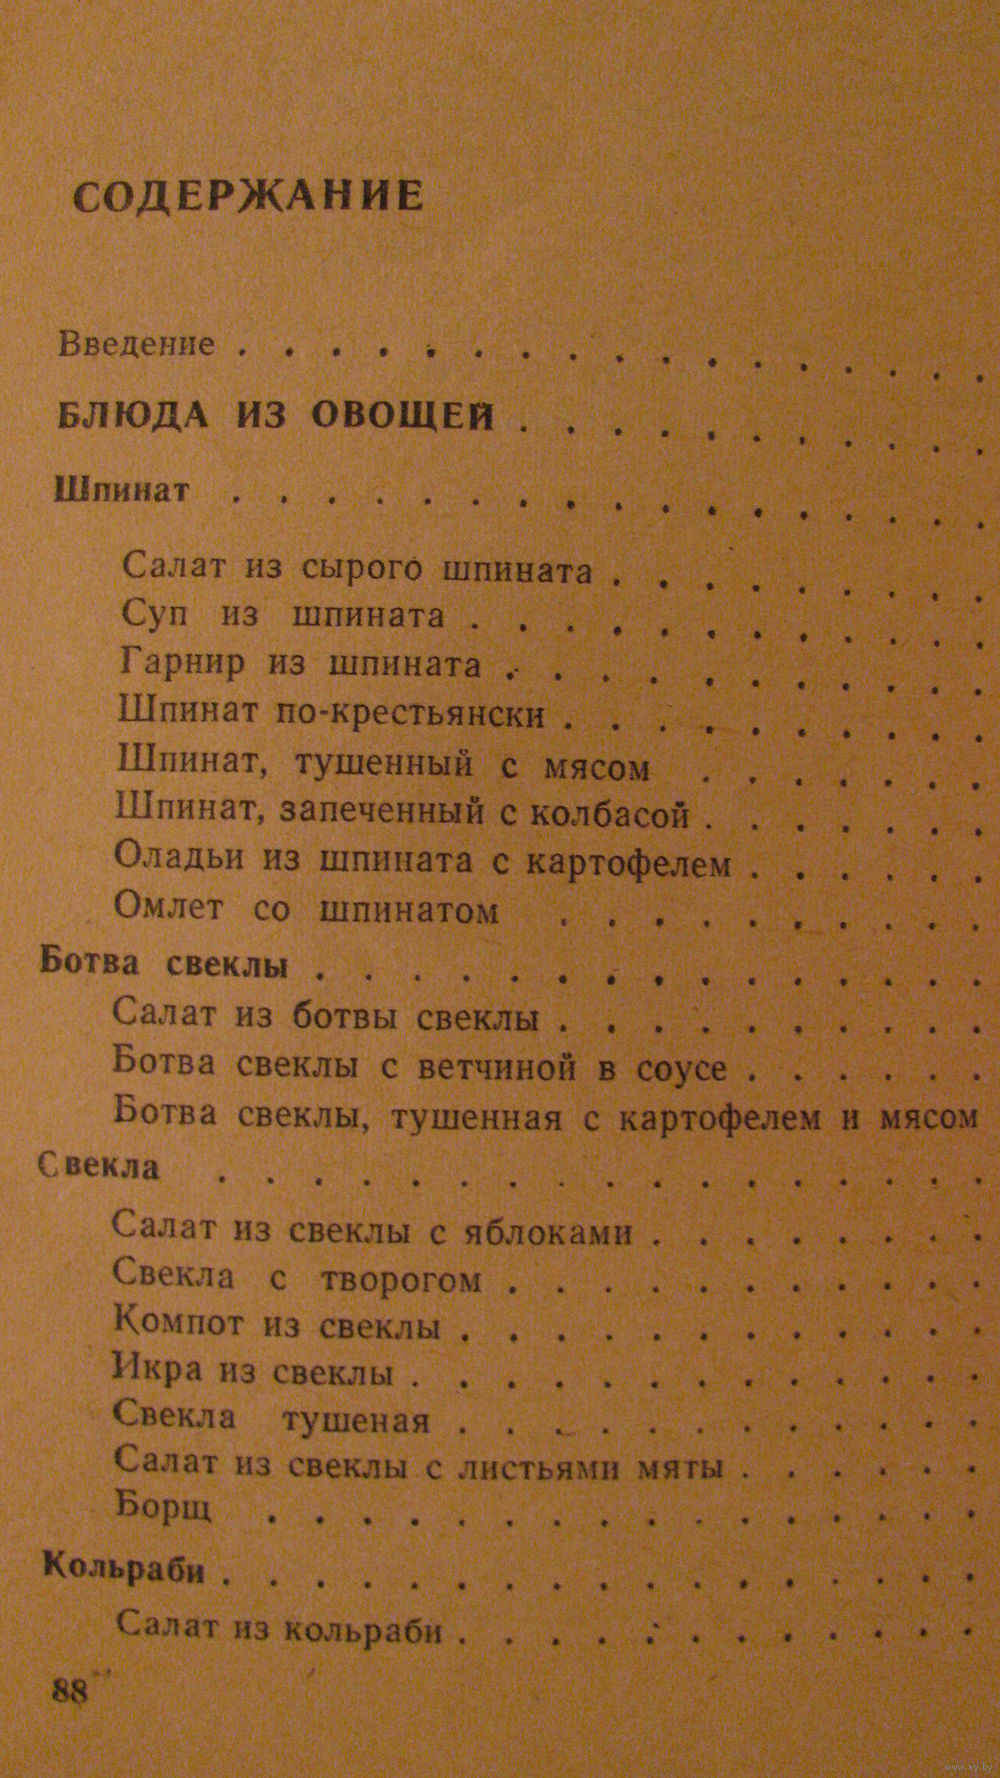 СОДЕРЖАНИЕ
Введение . . . . . . . . . . . . . . . . .
БЛЮДА ИЗ ОВОЩЕЙ . . . . . . . . . . .
Шпинат . . . . . . . . . . . . . . . . .
Салат из сырого шпината . . . . . . . . .
Суп из шпината . . . . . . . . . . . .
Гарнир из шпината . . . . . . . . . . .
Шпинат по-крестьянски . . . . . . . . . .
Шпинат, тушенный с мясом . . . . . . .
Шпинат, запеченный с колбасой . . . . . . .
Оладьи из шпината с картофелем . . . . . .
Омлет со шпинатом . . . . . . . . . .
Ботва свеклы . . . . . . . . . . . . . . .
Салат из ботвы свеклы . . . . . . . . . .
Ботва свеклы с ветчиной в соусе . . . . . .
Ботва свеклы, тушенная с картофелем и мясом
Свекла . . . . . . . . . . . . . . . . .
Салат из свеклы с яблоками . . . . . . . .
Свекла с творогом . . . . . . . . . . .
Компот из свеклы . . . . . . . . . . . .
Икра из свеклы . . . . . . . . . . . . .
Свекла тушеная . . . . . . . . . . . .
Салат из свеклы с листьями мяты . . . . . .
Борщ . . . . . . . . . . . . . . . .
Кольраби . . . . . . . . . . . . . . . . .
Салат из кольраби . . . . . . . . . . . .
88
www.ay.by